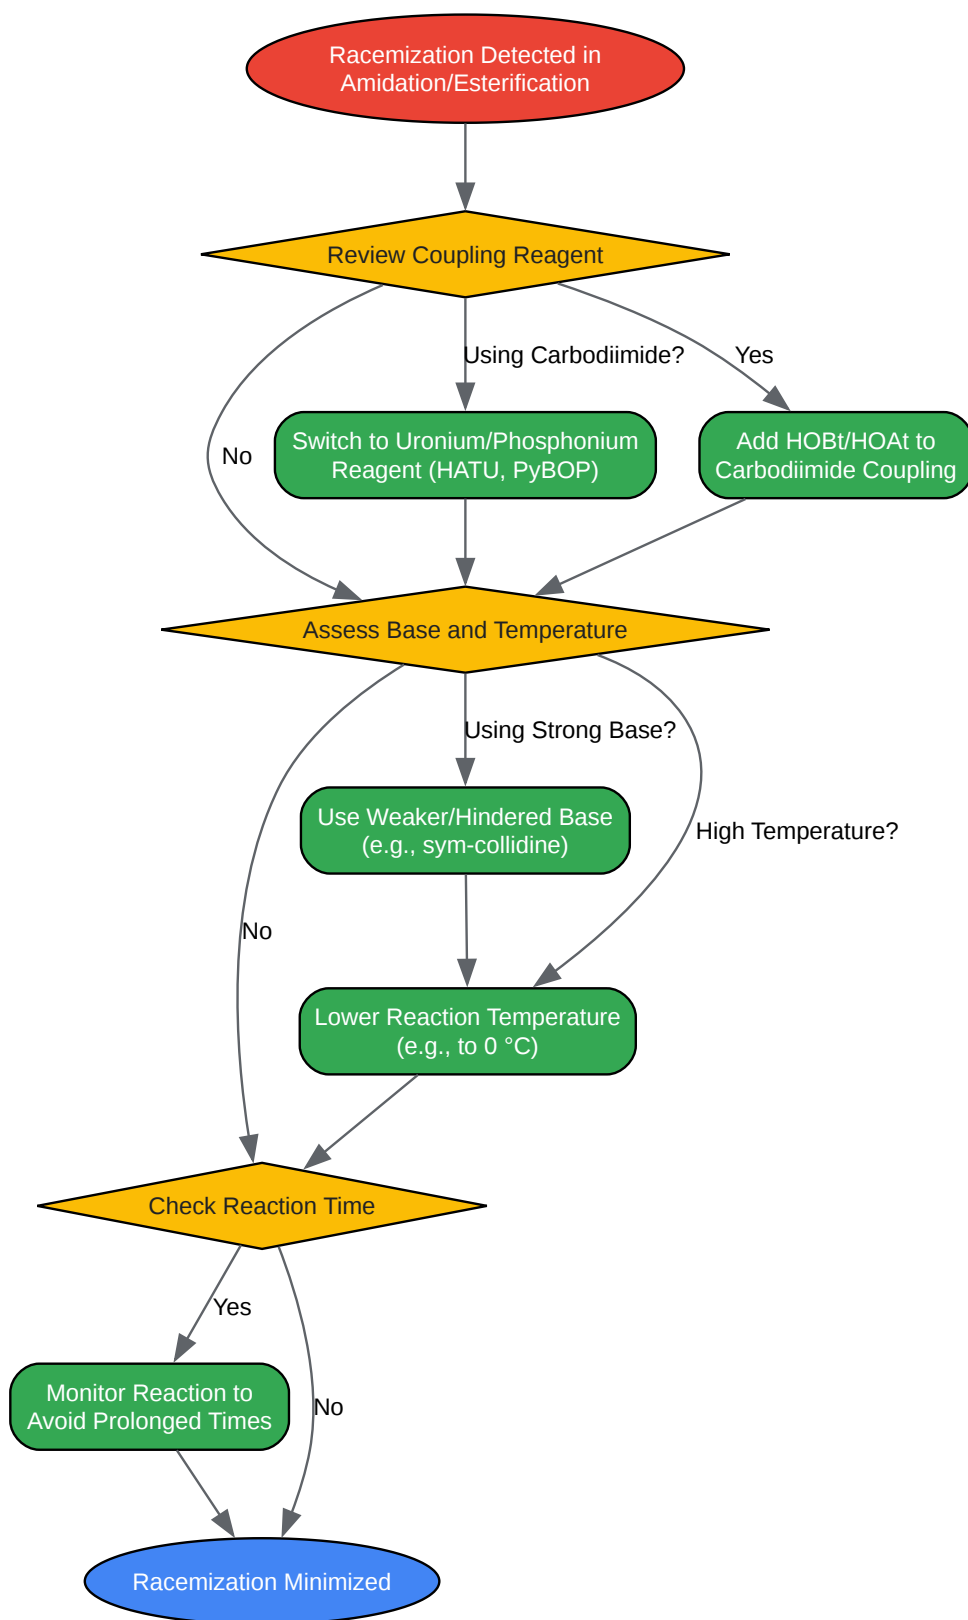 Racemization Detected in
Amidation/Esterification
Review Coupling Reagent
Using Carbodiimide?
Yes
No
Switch to Uronium/Phosphonium
Reagent (HATU, PyBOP)
Add HOBt/HOAt to
Carbodiimide Coupling
Assess Base and Temperature
Using Strong Base?
Use Weaker/Hindered Base
(e.g., sym-collidine)
High Temperature?
No
Lower Reaction Temperature
(e.g., to 0 °C)
Check Reaction Time
Yes
Monitor Reaction to
Avoid Prolonged Times
No
Racemization Minimized